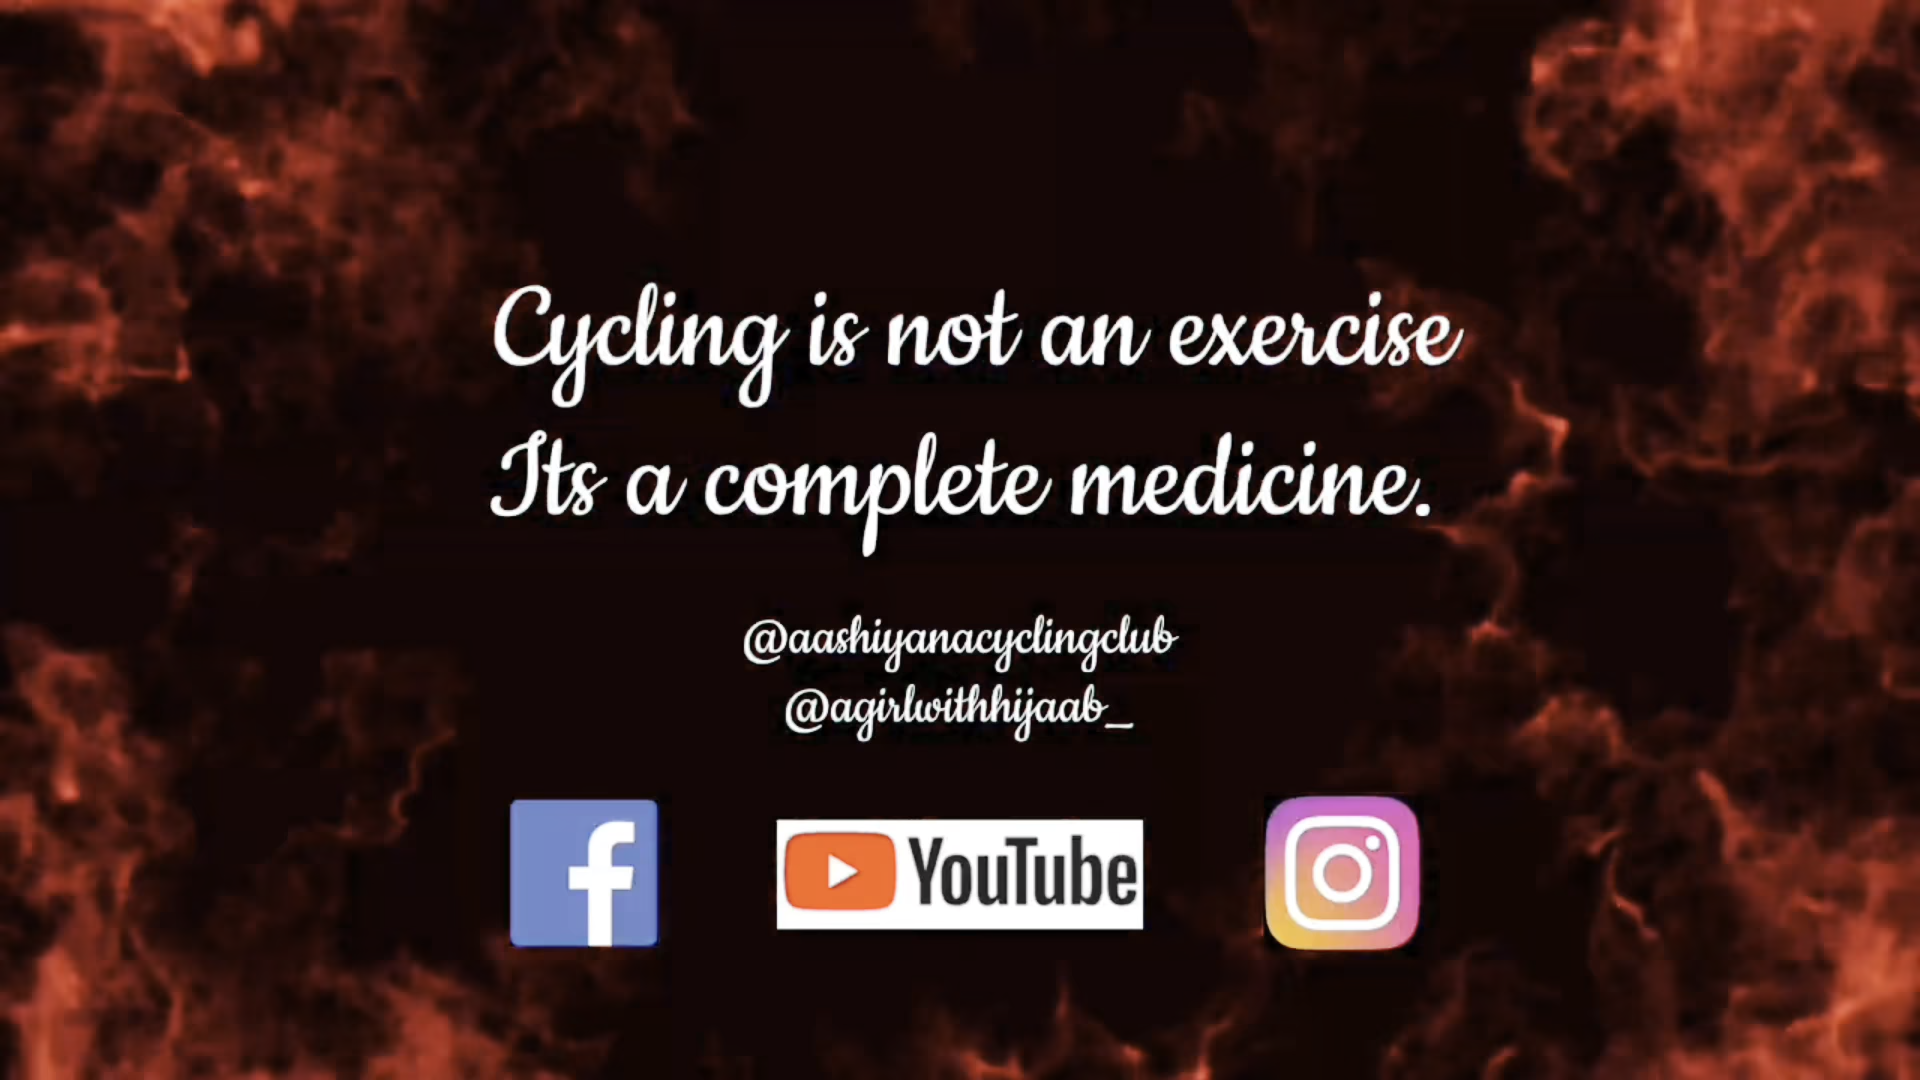 Cycling is not an exercise
Its a complete medicine.
@aashiyanacyclingclub
@agirlwithhijaab_
f
YouTube